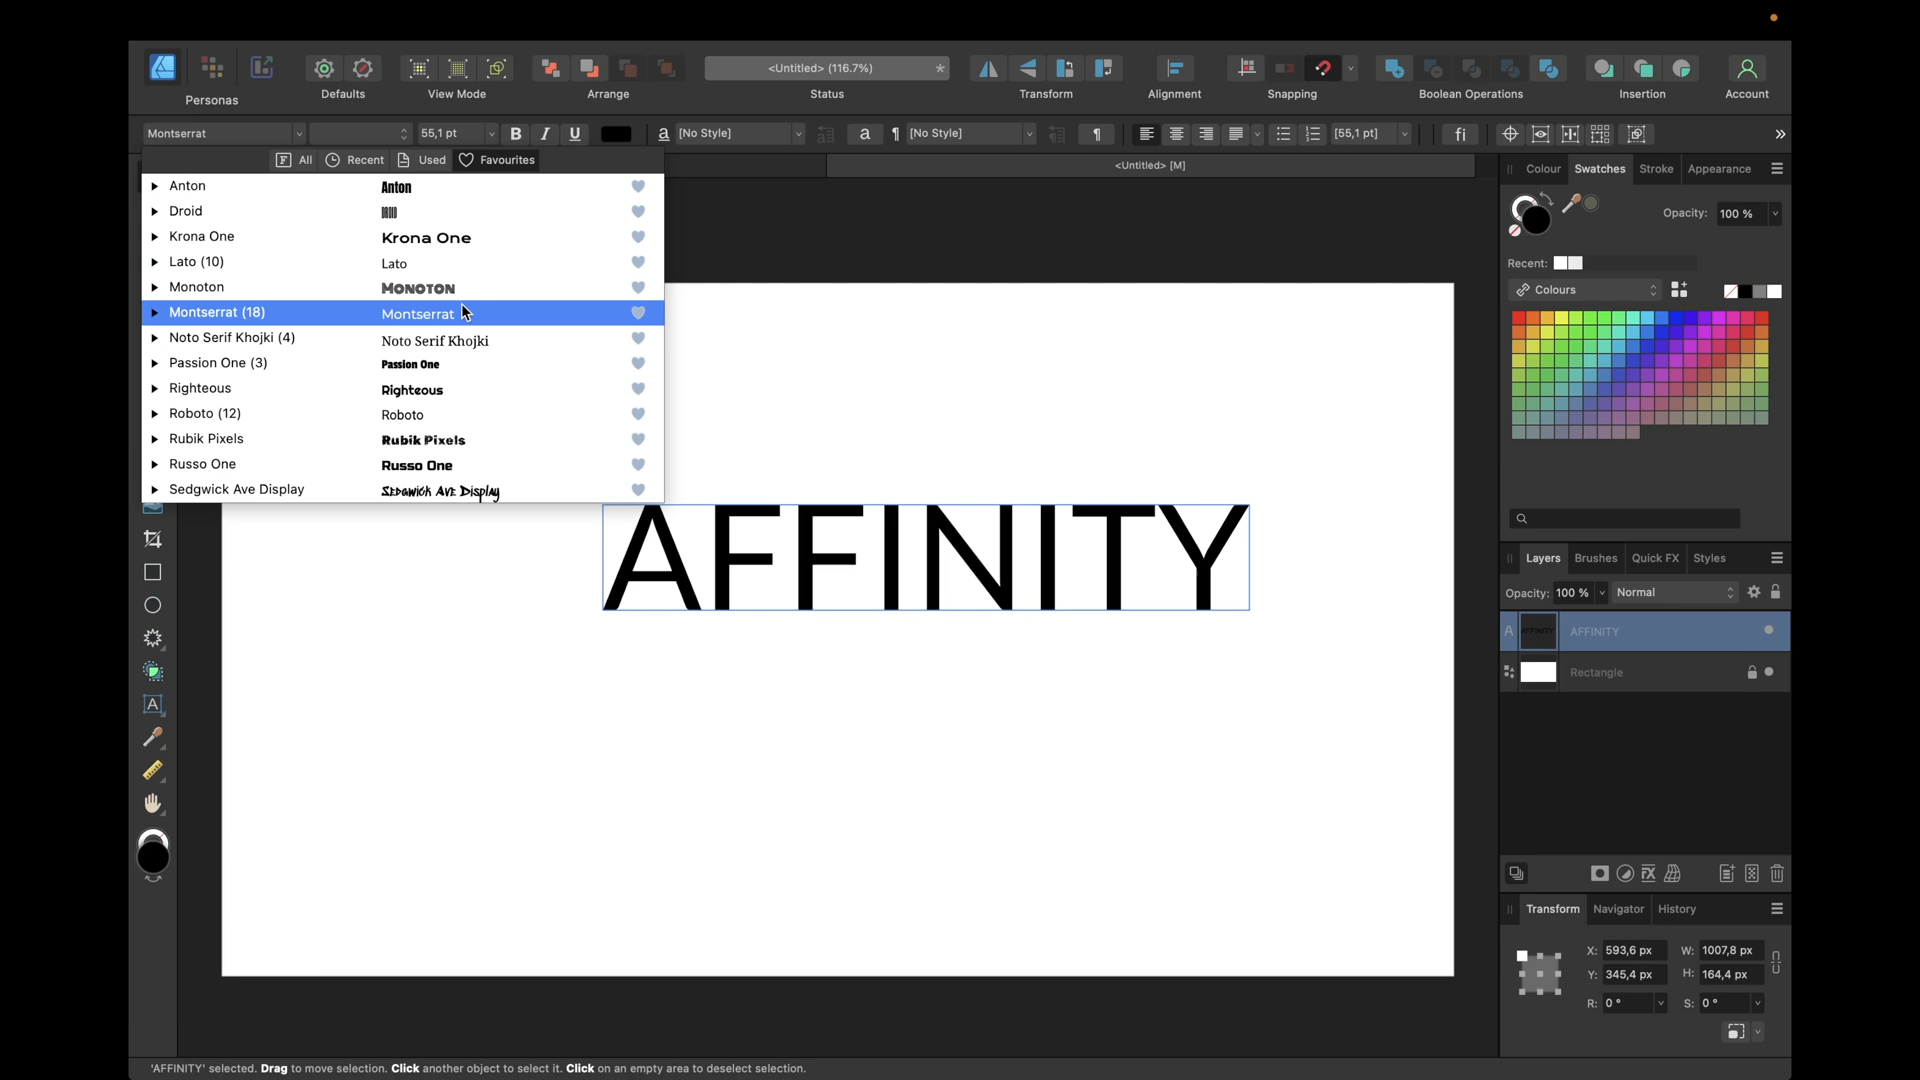 Personas
Defaults
View Mode
Arrange
<Untitled> (116.7%)
*
Status
Transform
Alignment
Snapping
Boolean Operations
Insertion
Account
Montserrat
55,1 pt
B
I
U
a
[No Style]
a
¶
[No Style]
¶
[55,1 pt]
fi
»
All
Recent
Used
Favourites
<Untitled> [M]
Anton Anton
Droid DROID
Krona One Krona One
Lato (10) Lato
Monoton Monoton
Montserrat (18) Montserrat
Noto Serif Khojki (4) Noto Serif Khojki
Passion One (3) Passion One
Righteous Righteous
Roboto (12) Roboto
Rubik Pixels Rubik Pixels
Russo One Russo One
Sedgwick Ave Display Sedgwick Ave Display
A
AFFINITY
Colour
Swatches
Stroke
Appearance
Opacity: 100 %
Recent:
Colours
Layers
Brushes
Quick FX
Styles
Opacity: 100 %
Normal
A AFFINITY AFFINITY
Rectangle
Transform
Navigator
History
X: 593,6 px W: 1007,8 px
Y: 345,4 px H: 164,4 px
R: 0 ° S: 0 °
'AFFINITY' selected. Drag to move selection. Click another object to select it. Click on an empty area to deselect selection.